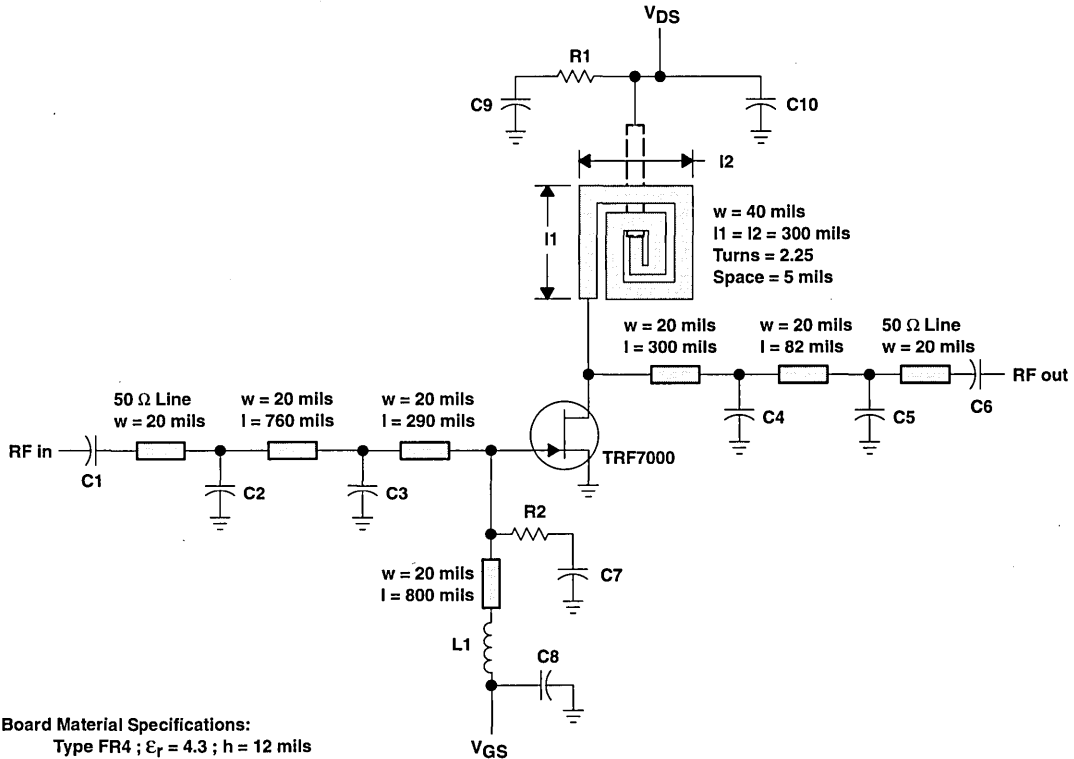 VDS
R1
C9
C10
l2
l1
w = 40 mils
l1 = l2 = 300 mils
Turns = 2.25
Space = 5 mils
w = 20 mils
l = 300 mils
w = 20 mils
l = 82 mils
50 Ω Line
w = 20 mils
RF out
C4
C5
C6
50 Ω Line
w = 20 mils
w = 20 mils
l = 760 mils
w = 20 mils
l = 290 mils
RF in
C1
C2
C3
TRF7000
R2
C7
w = 20 mils
l = 800 mils
L1
C8
VGS
Board Material Specifications:
Type FR4 ; εr = 4.3 ; h = 12 mils